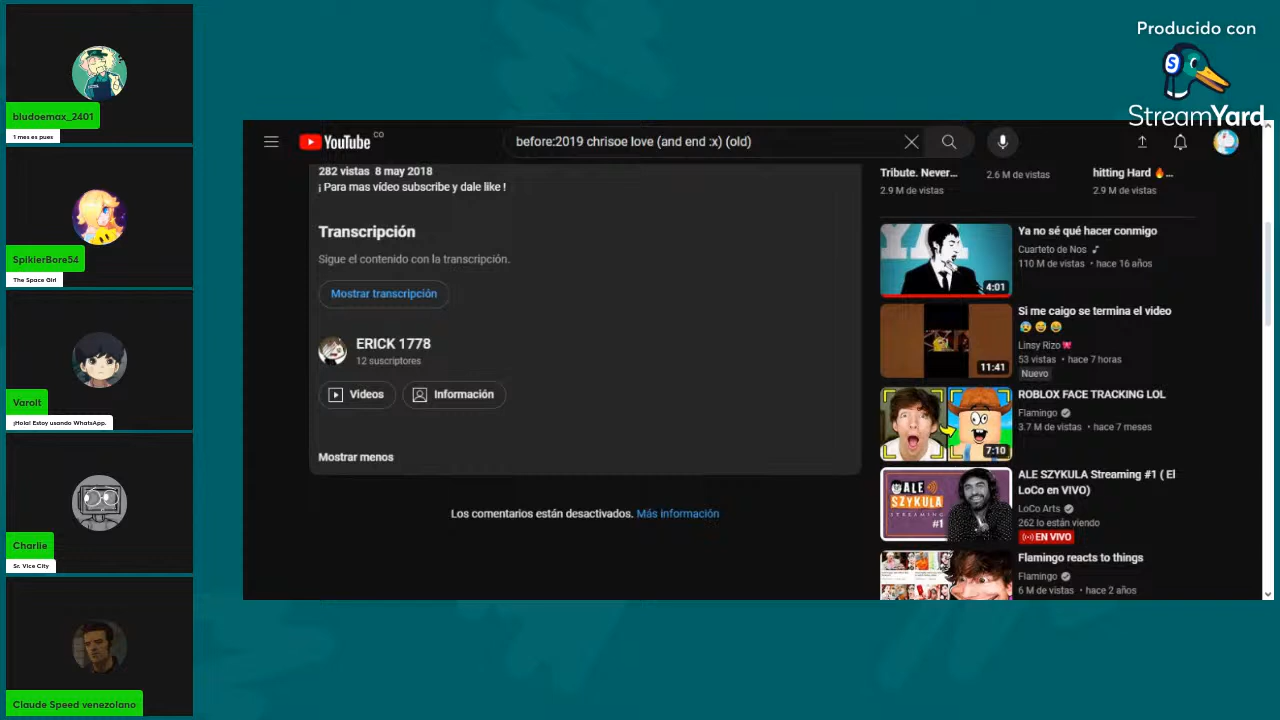 bludoemax_2401
1 mes es pues
SpikierBore54
The Space Girl
Varolt
¡Hola! Estoy usando WhatsApp.
Charlie
Sr. Vice City
Claude Speed venezolano
Producido con
StreamYard
YouTube CO
before:2019 chrisoe love (and end :x) (old)
282 vistas 8 may 2018
¡ Para mas vídeo subscribe y dale like !
Transcripción
Sigue el contenido con la transcripción.
Mostrar transcripción
ERICK 1778
12 suscriptores
Videos
Información
Mostrar menos
Los comentarios están desactivados. Más información
Tribute. Never...
2.9 M de vistas
2.6 M de vistas
hitting Hard 🔥...
2.9 M de vistas
4:01
Ya no sé qué hacer conmigo
Cuarteto de Nos
110 M de vistas • hace 16 años
11:41
Si me caigo se termina el video
😰 😅 😂
Linsy Rizo🎀
53 vistas • hace 7 horas
Nuevo
7:10
ROBLOX FACE TRACKING LOL
Flamingo
3.7 M de vistas • hace 7 meses
ALE
SZYKULA
STREAMING
#1
ALE SZYKULA Streaming #1 ( El
LoCo en VIVO)
LoCo Arts
262 lo están viendo
EN VIVO
Flamingo reacts to things
Flamingo
6 M de vistas • hace 2 años